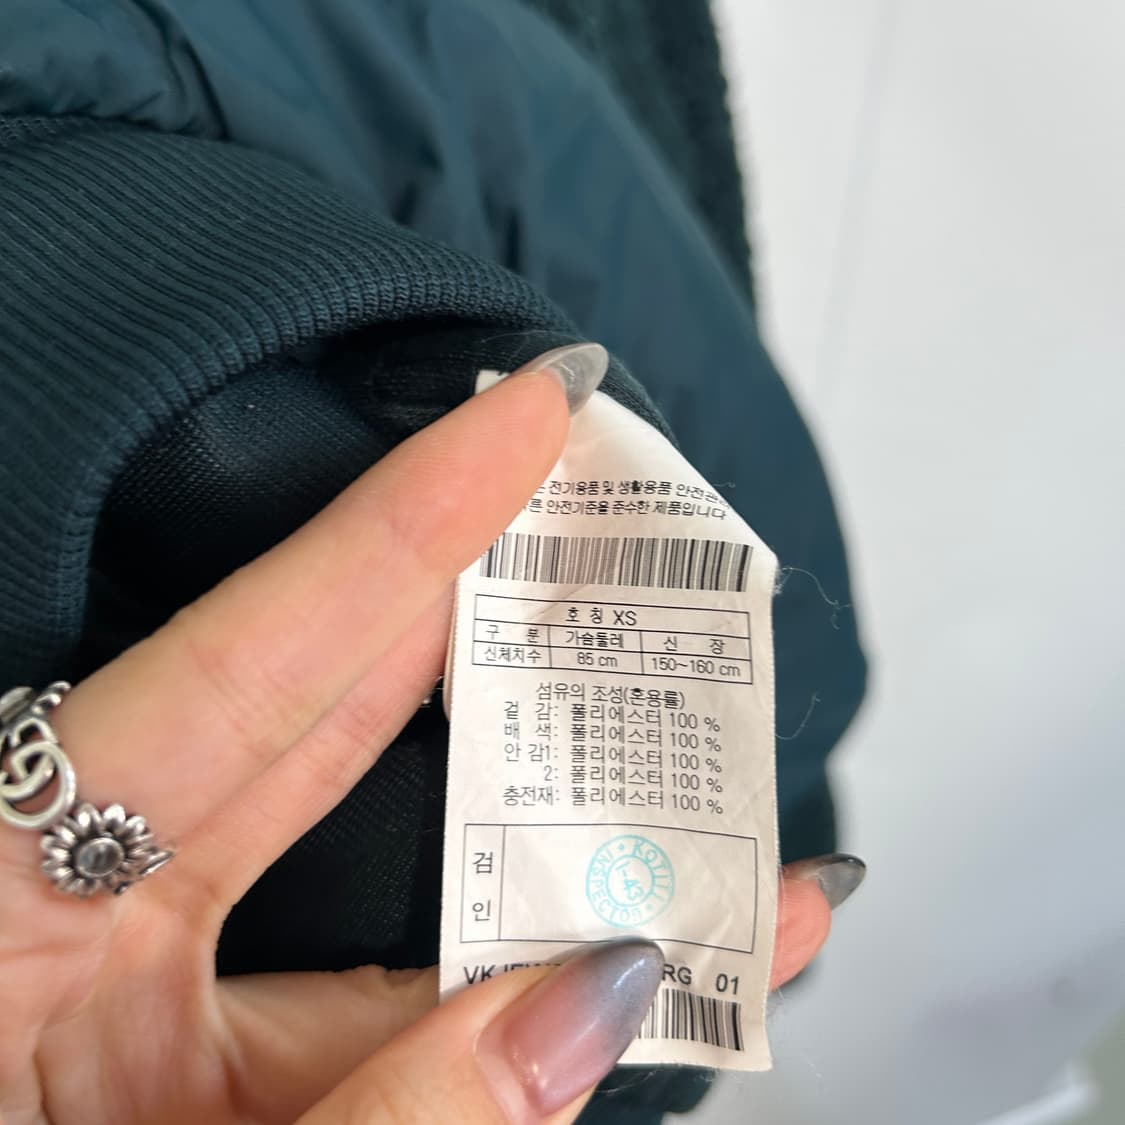 전기용품 및 생활용품 안전관
안전기준을 준수한 제품입니다
호 칭 XS
구 분 가슴둘레 신 장
신체치수 85 cm 150~160 cm
섬유의 조성(혼용률)
겉 감: 폴리에스터 100 %
배 색: 폴리에스터 100 %
안 감1: 폴리에스터 100 %
2: 폴리에스터 100 %
충전재: 폴리에스터 100 %
검인
KOTITI
INSPECTOR
I-43
RG 01